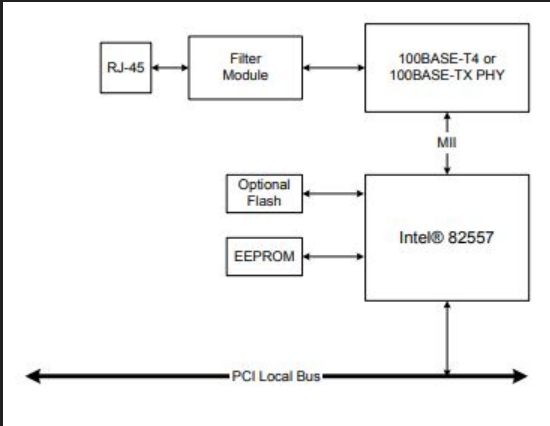 RJ-45
Filter
Module
100BASE-T4 or
100BASE-TX PHY
MII
Optional
Flash
EEPROM
Intel® 82557
PCI Local Bus